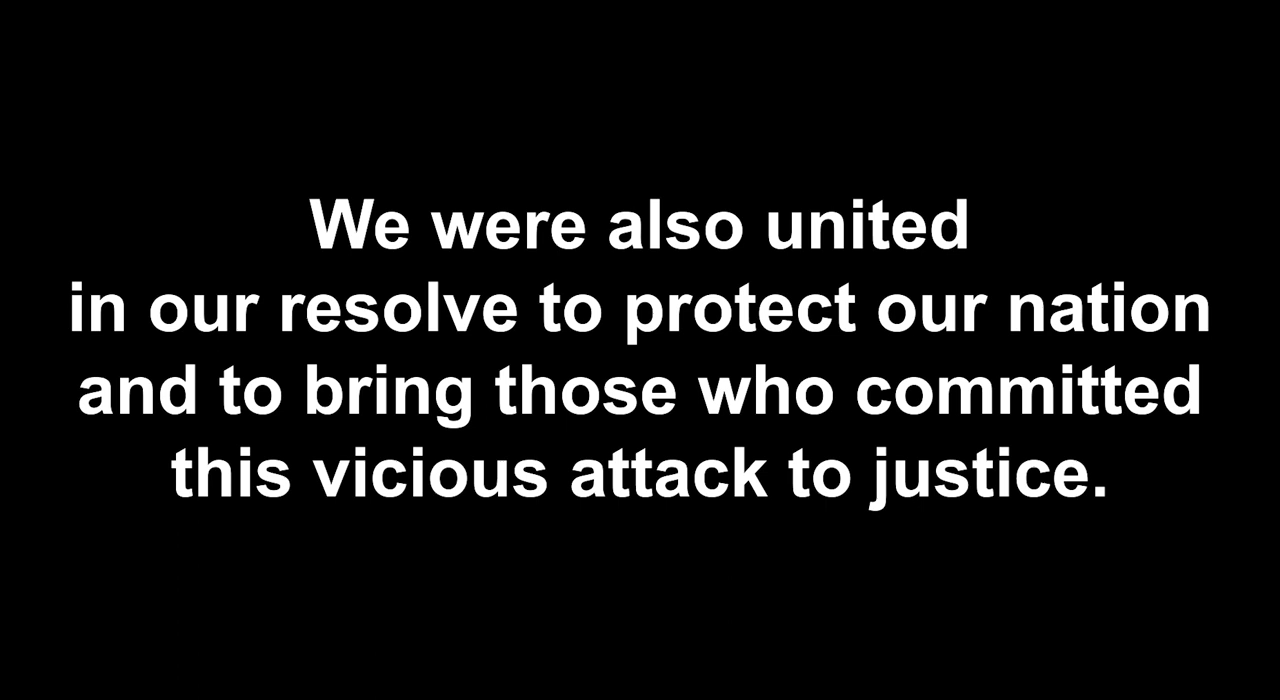 We were also united
in our resolve to protect our nation
and to bring those who committed
this vicious attack to justice.